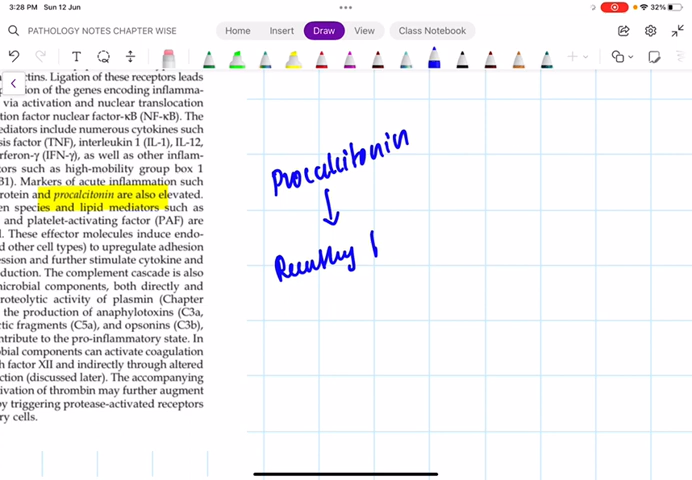 3:28 PM Sun 12 Jun
32%
PATHOLOGY NOTES CHAPTER WISE
Home Insert Draw View Class Notebook
ctins. Ligation of these receptors leads
of the genes encoding inflamma-
via activation and nuclear translocation
tion factor nuclear factor-κB (NF-κB). The
ediators include numerous cytokines such
sis factor (TNF), interleukin 1 (IL-1), IL-12,
rferon-γ (IFN-γ), as well as other inflam-
tors such as high-mobility group box 1
B1). Markers of acute inflammation such
rotein and procalcitonin are also elevated.
en species and lipid mediators such as
and platelet-activating factor (PAF) are
d. These effector molecules induce endo-
d other cell types) to upregulate adhesion
ession and further stimulate cytokine and
duction. The complement cascade is also
microbial components, both directly and
roteolytic activity of plasmin (Chapter
the production of anaphylotoxins (C3a,
ctic fragments (C5a), and opsonins (C3b),
ntribute to the pro-inflammatory state. In
obial components can activate coagulation
h factor XII and indirectly through altered
ction (discussed later). The accompanying
ivation of thrombin may further augment
by triggering protease-activated receptors
ry cells.
Procalcitonin